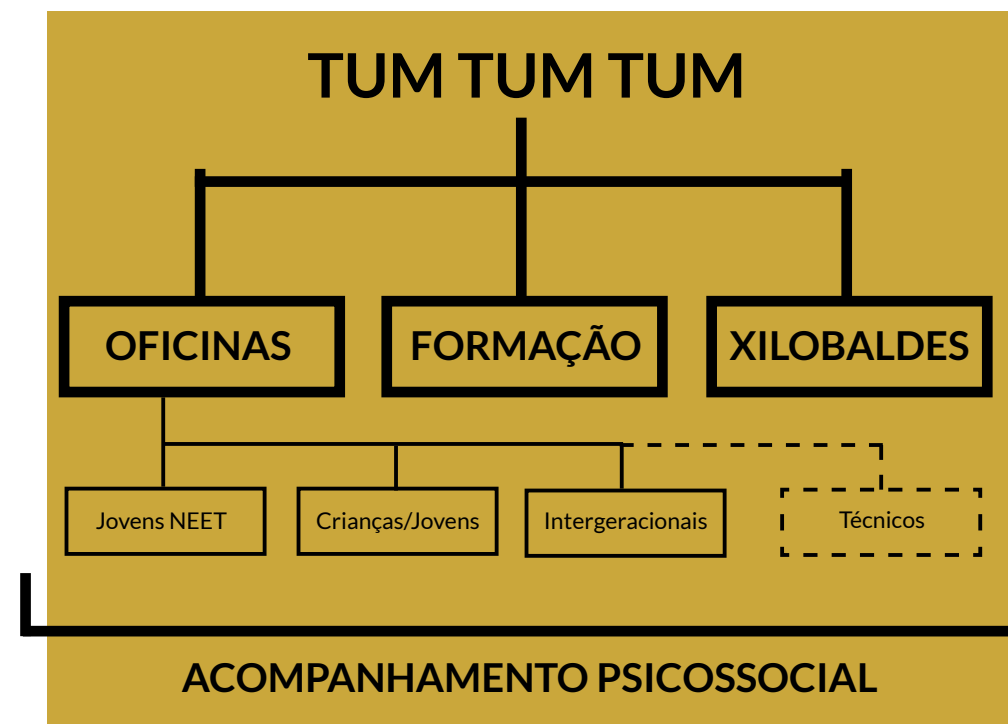 TUM TUM TUM
OFICINAS
FORMAÇÃO
XILOBALDES
Jovens NEET
Crianças/Jovens
Intergeracionais
Técnicos
ACOMPANHAMENTO PSICOSSOCIAL